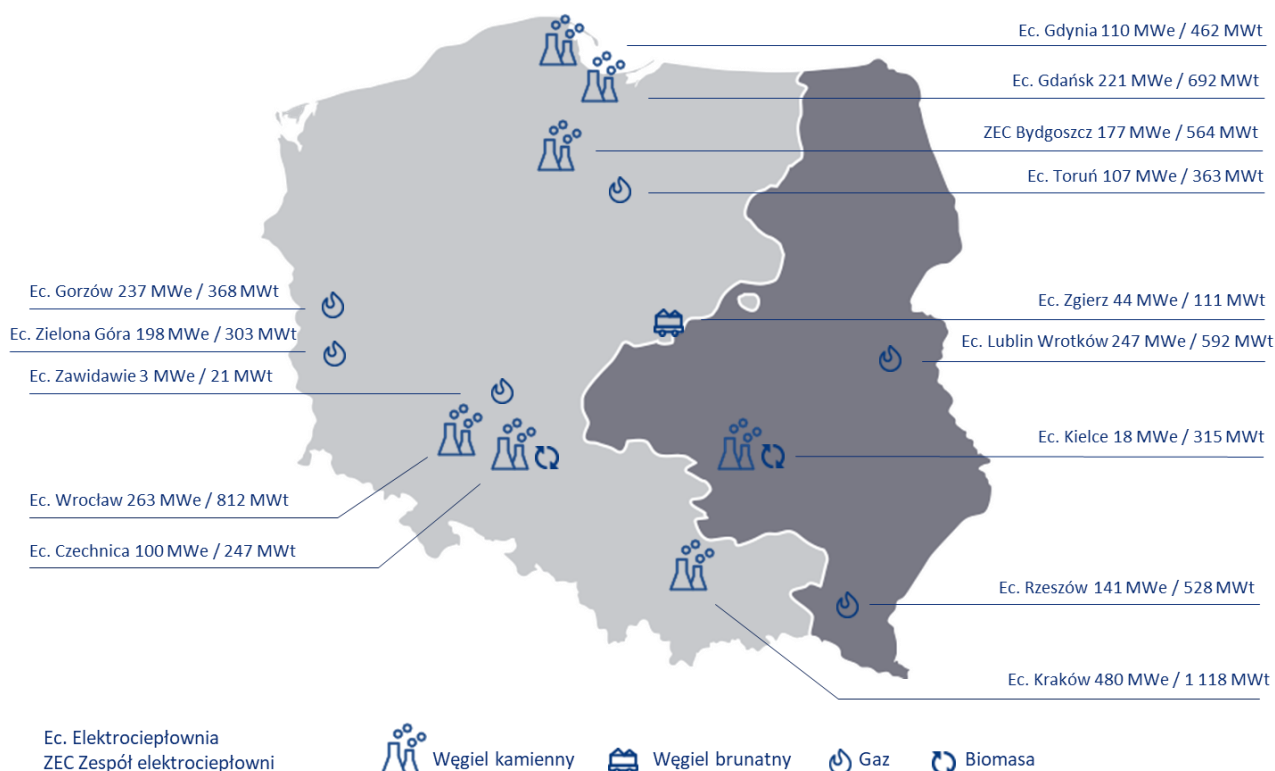 Ec. Gdynia 110 MWe / 462 MWt
Ec. Gdańsk 221 MWe / 692 MWt
ZEC Bydgoszcz 177 MWe / 564 MWt
Ec. Toruń 107 MWe / 363 MWt
Ec. Gorzów 237 MWe / 368 MWt
Ec. Zielona Góra 198 MWe / 303 MWt
Ec. Zawidawie 3 MWe / 21 MWt
Ec. Wrocław 263 MWe / 812 MWt
Ec. Czechnica 100 MWe / 247 MWt
Ec. Zgierz 44 MWe / 111 MWt
Ec. Lublin Wrotków 247 MWe / 592 MWt
Ec. Kielce 18 MWe / 315 MWt
Ec. Rzeszów 141 MWe / 528 MWt
Ec. Kraków 480 MWe / 1 118 MWt
Ec. Elektrociepłownia
ZEC Zespół elektrociepłowni
Węgiel kamienny
Węgiel brunatny
Gaz
Biomasa